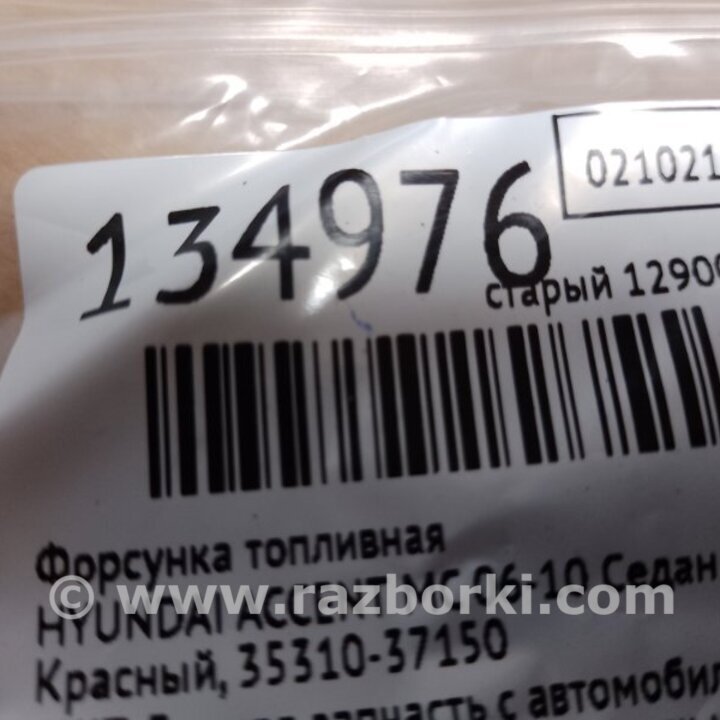 021021
134976
старый 1290
Форсунка топливная
HYUNDAI ACCENT MC 06-10 Седан
© www.razborki.com
Красный, 35310-37150
запчасть с автомобил